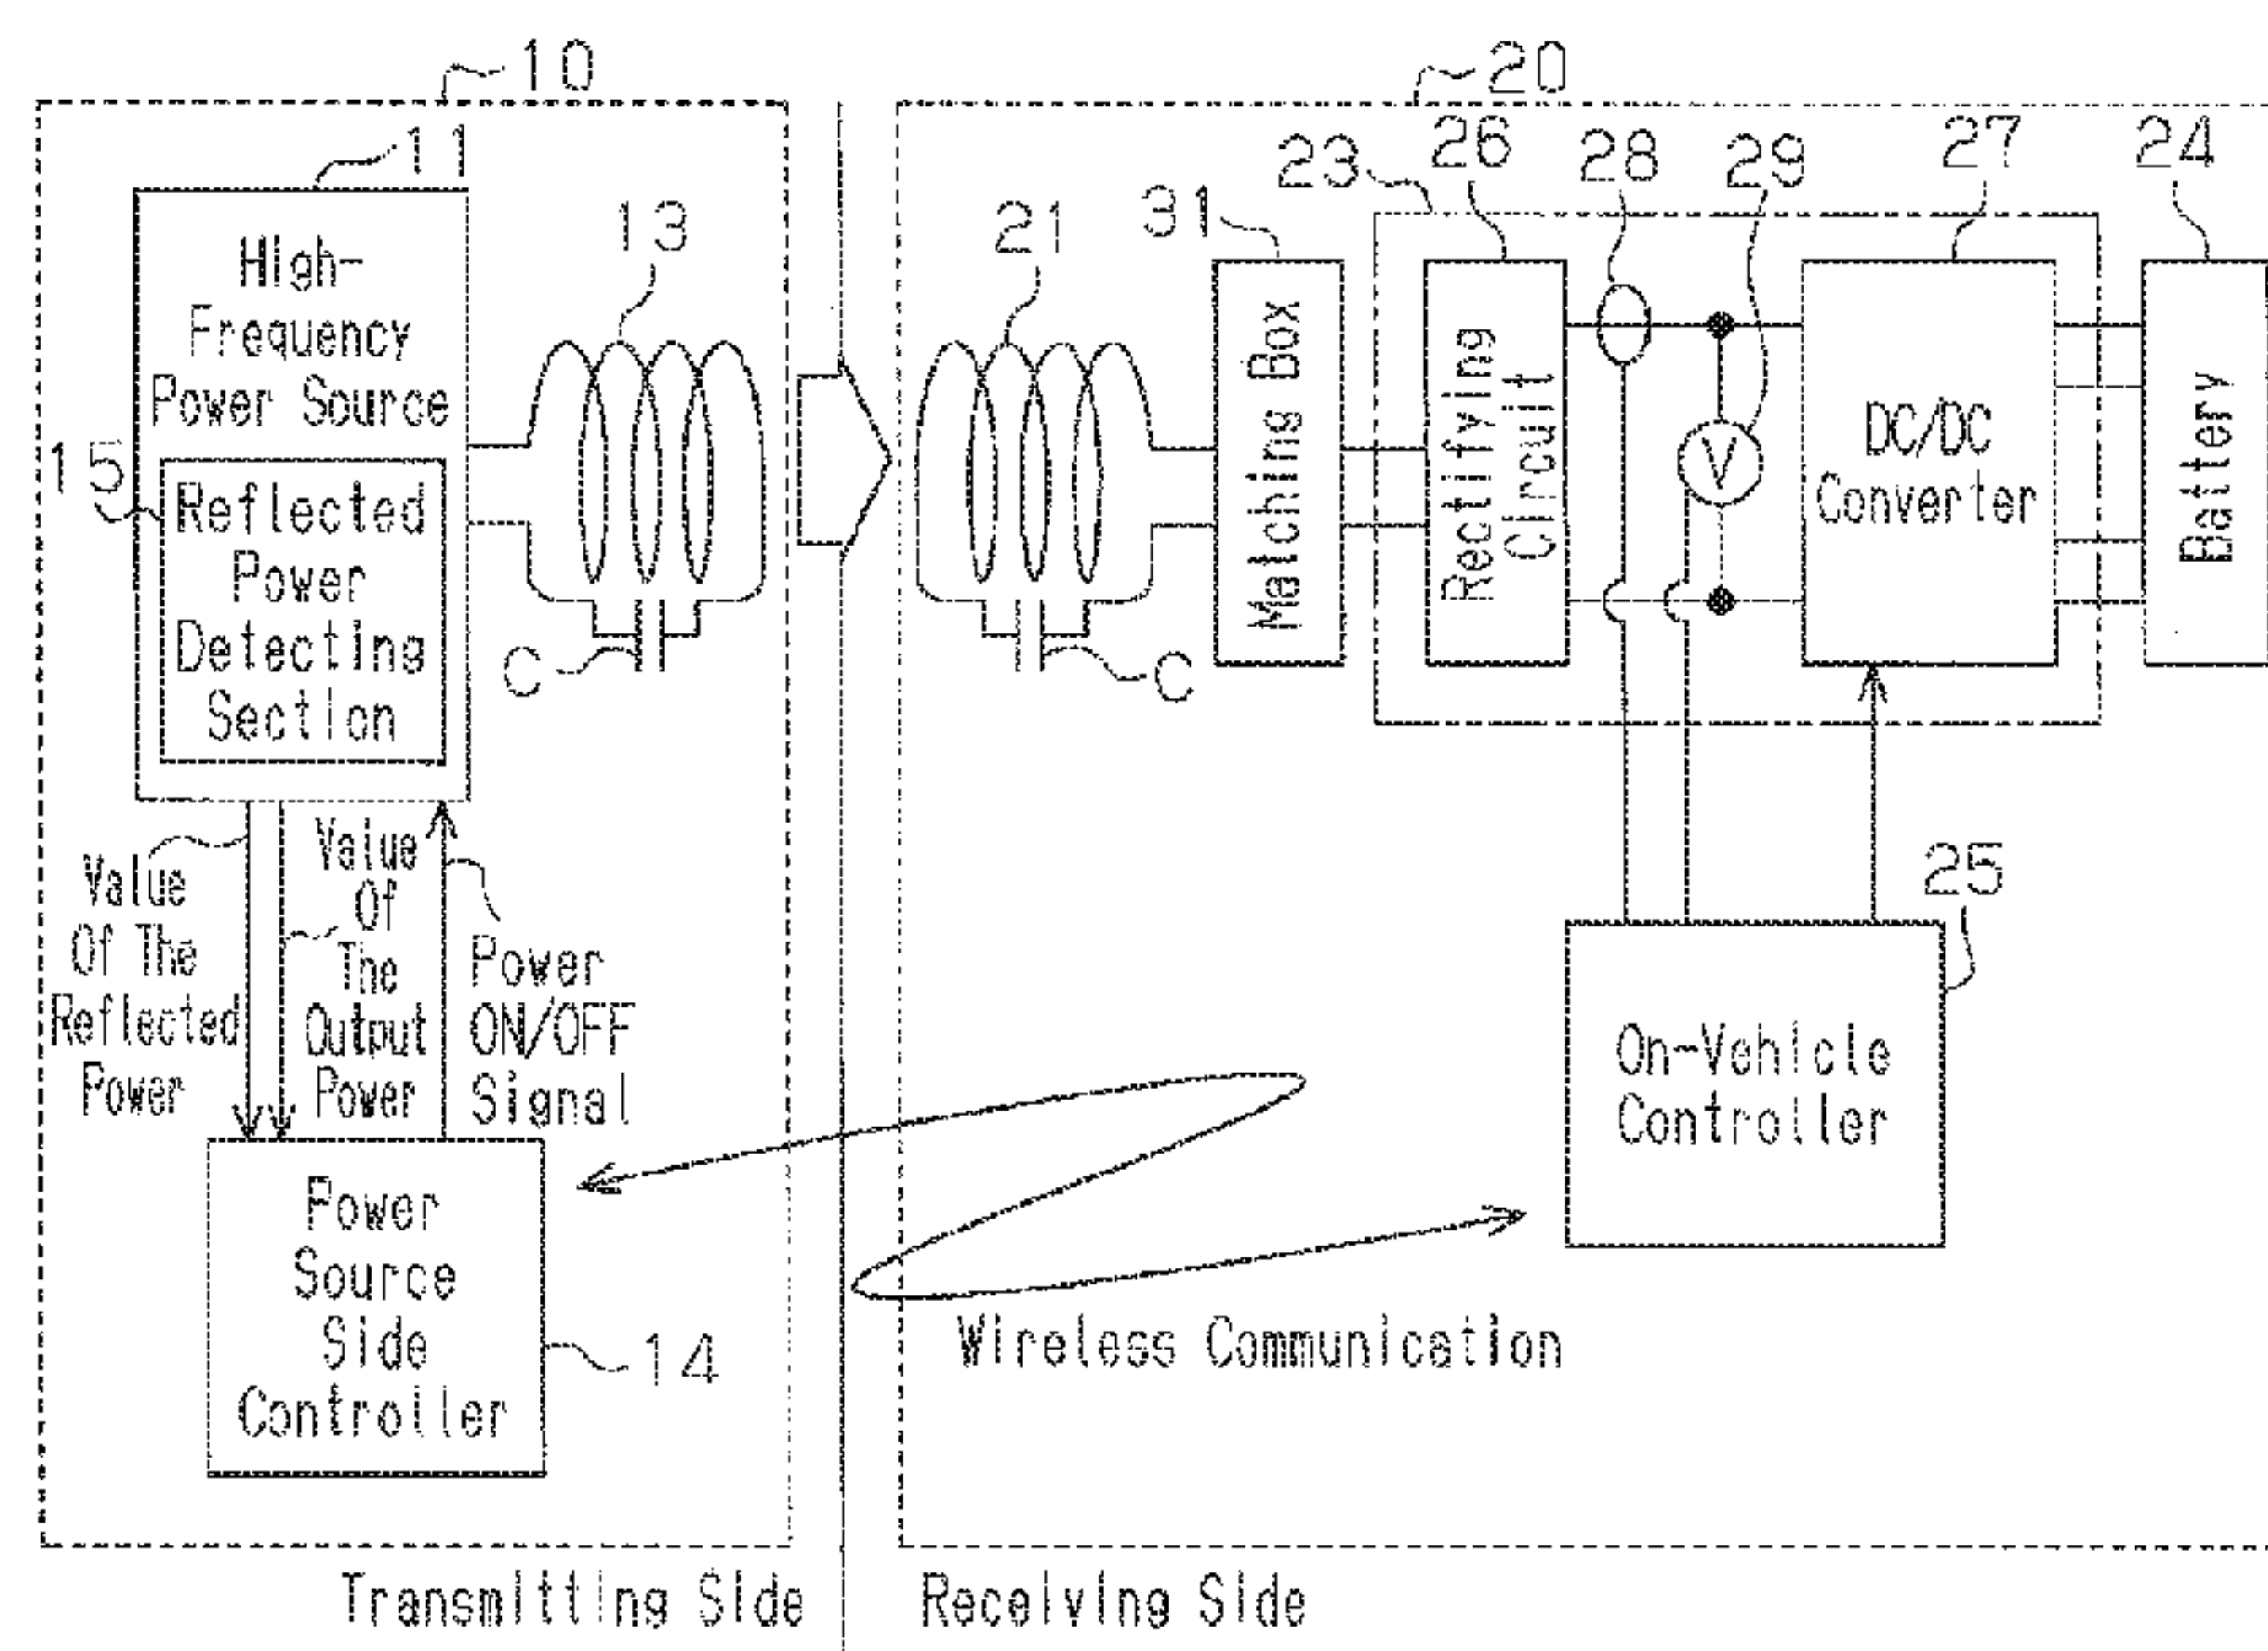 10
20
11
23
26
28
29
27
24
13
21
31
High-
Frequency
Power Source
15
Reflected
Power
Detecting
Section
C
C
Matching Box
Rectifying
Circuit
V
DC/DC
Converter
Battery
Value
Of The
Reflected
Power
Value
Of
The
Output
Power
Power
ON/OFF
Signal
25
On-Vehicle
Controller
Power
Source
Side
Controller
14
Wireless Communication
Transmitting Side
Receiving Side